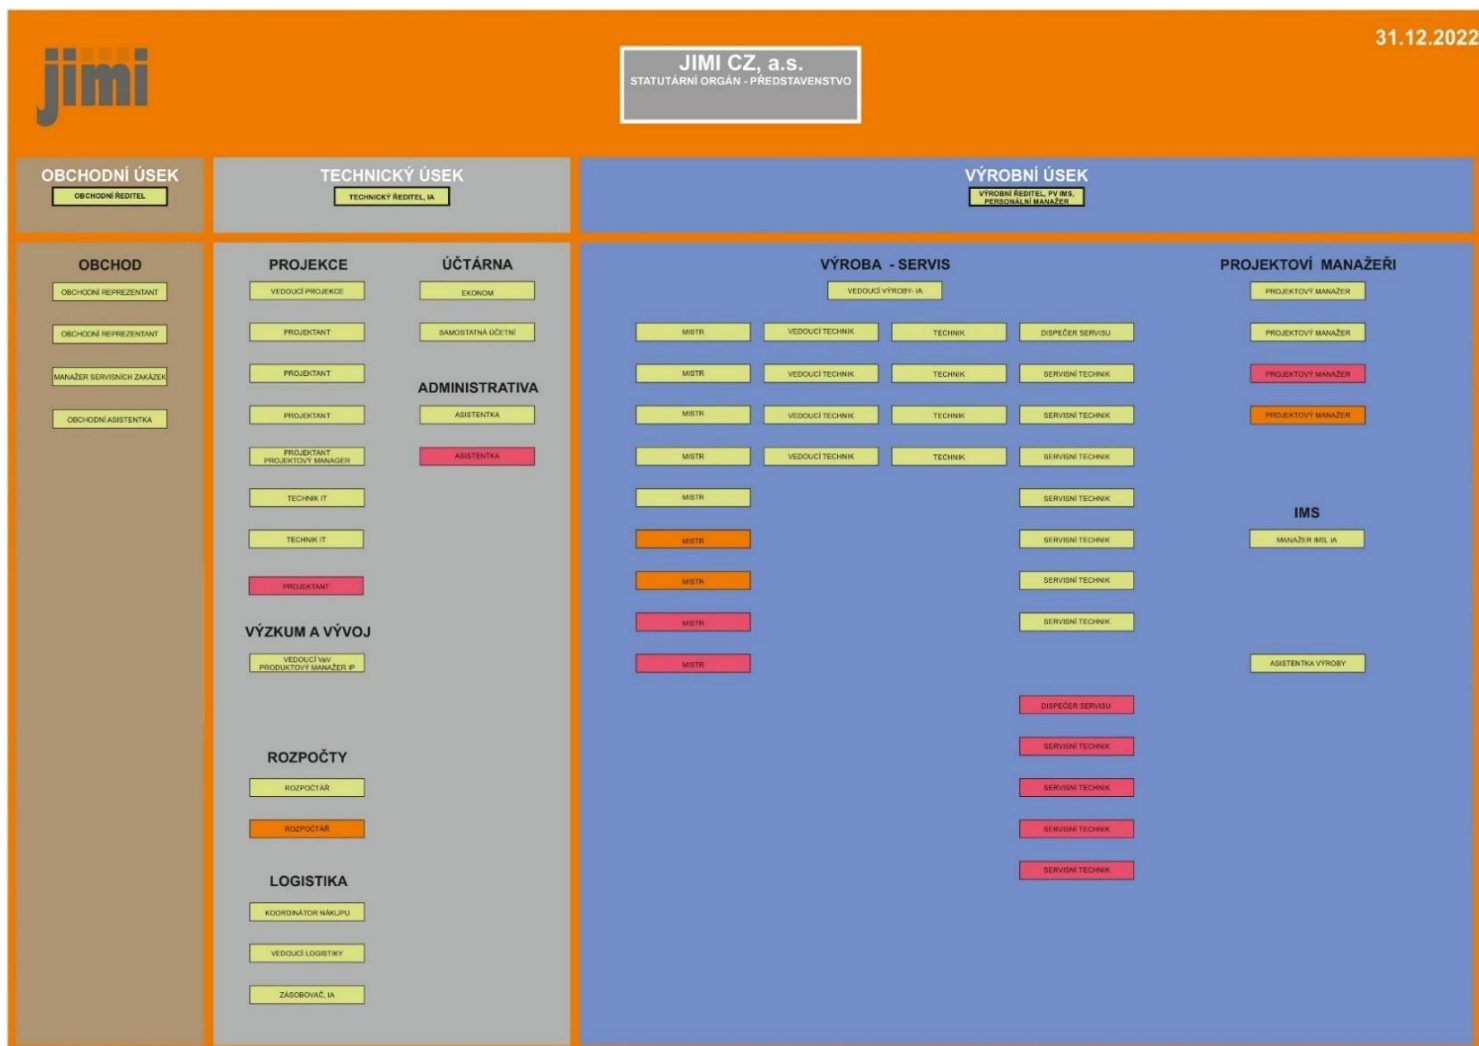 31.12.2022
jimi
JIMI CZ, a.s.
STATUTÁRNÍ ORGÁN - PŘEDSTAVENSTVO
OBCHODNÍ ÚSEK
OBCHODNÍ ŘEDITEL
TECHNICKÝ ÚSEK
TECHNICKÝ ŘEDITEL, IA
VÝROBNÍ ÚSEK
VÝROBNÍ ŘEDITEL, PV IMS,
PERSONÁLNÍ MANAŽER
OBCHOD
OBCHODNÍ REPREZENTANT
OBCHODNÍ REPREZENTANT
MANAŽER SERVISNÍCH ZAKÁZEK
OBCHODNÍ ASISTENTKA
PROJEKCE
VEDOUCÍ PROJEKCE
PROJEKTANT
PROJEKTANT
PROJEKTANT
PROJEKTANT
PROJEKTOVÝ MANAGER
TECHNIK IT
TECHNIK IT
PROJEKTANT
VÝZKUM A VÝVOJ
VEDOUCÍ VaV
PRODUKTOVÝ MANAŽER IP
ROZPOČTY
ROZPOČTÁŘ
ROZPOČTÁŘ
LOGISTIKA
KOORDINÁTOR NÁKUPU
VEDOUCÍ LOGISTIKY
ZÁSOBOVAČ, IA
ÚČTÁRNA
EKONOM
SAMOSTATNÁ ÚČETNÍ
ADMINISTRATIVA
ASISTENTKA
ASISTENTKA
VÝROBA - SERVIS
VEDOUCÍ VÝROBY- IA
MISTR
MISTR
MISTR
MISTR
MISTR
MISTR
MISTR
MISTR
MISTR
VEDOUCÍ TECHNIK
VEDOUCÍ TECHNIK
VEDOUCÍ TECHNIK
VEDOUCÍ TECHNIK
TECHNIK
TECHNIK
TECHNIK
TECHNIK
DISPEČER SERVISU
SERVISNÍ TECHNIK
SERVISNÍ TECHNIK
SERVISNÍ TECHNIK
SERVISNÍ TECHNIK
SERVISNÍ TECHNIK
SERVISNÍ TECHNIK
SERVISNÍ TECHNIK
DISPEČER SERVISU
SERVISNÍ TECHNIK
SERVISNÍ TECHNIK
SERVISNÍ TECHNIK
SERVISNÍ TECHNIK
PROJEKTOVÍ MANAŽEŘI
PROJEKTOVÝ MANAŽER
PROJEKTOVÝ MANAŽER
PROJEKTOVÝ MANAŽER
PROJEKTOVÝ MANAŽER
IMS
MANAŽER IMS, IA
ASISTENTKA VÝROBY